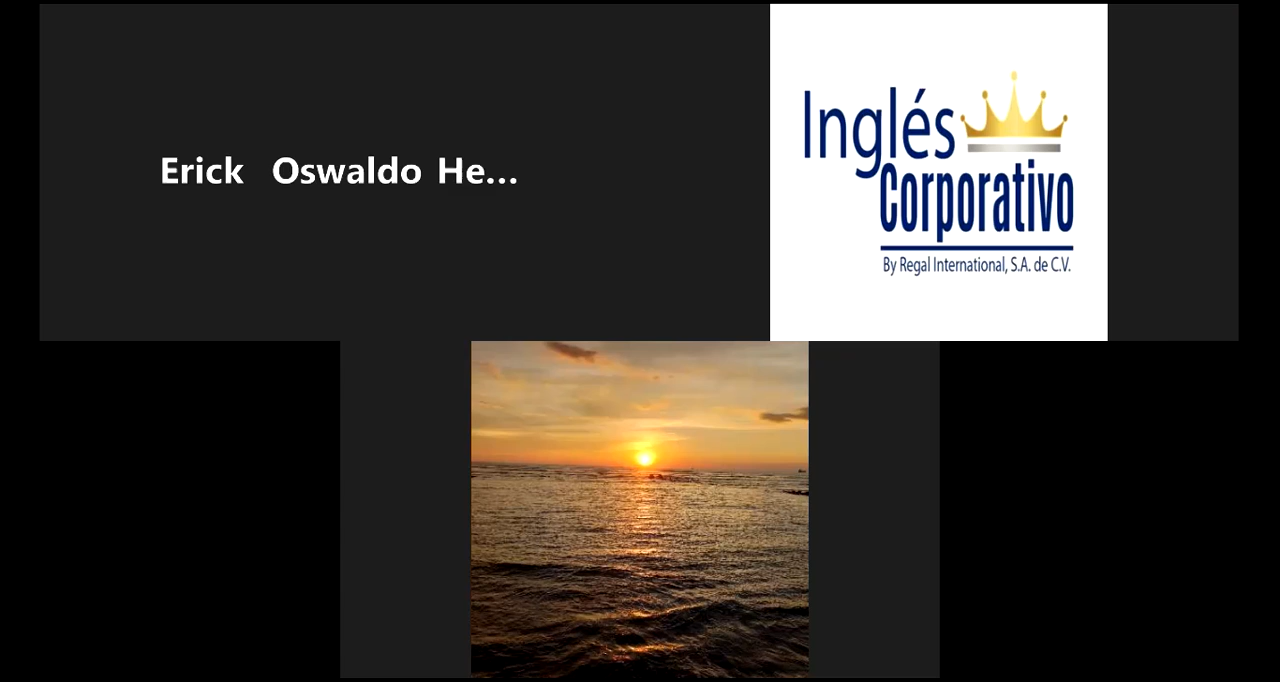 Erick Oswaldo He...
Inglés
Corporativo
By Regal International, S.A. de C.V.